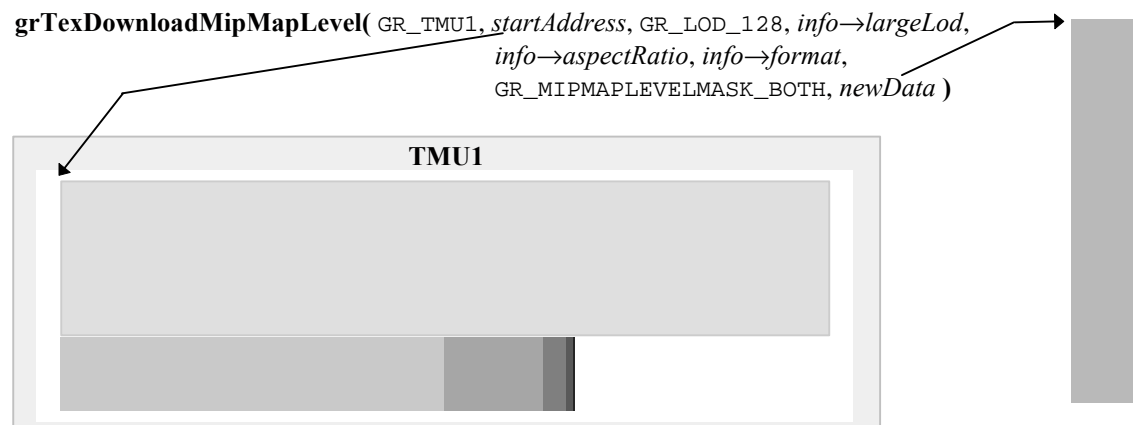 grTexDownloadMipMapLevel( GR_TMU1, startAddress, GR_LOD_128, info→largeLod,
info→aspectRatio, info→format,
GR_MIPMAPLEVELMASK_BOTH, newData )
TMU1